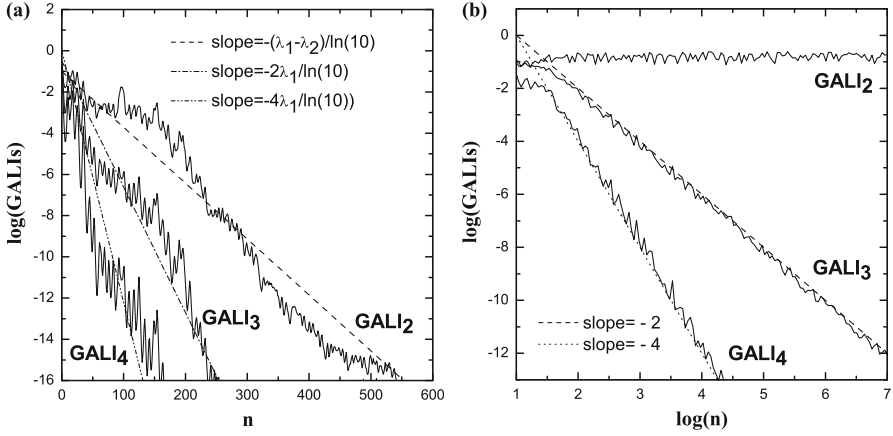 (a)
2
0
-2
-4
-6
-8
-10
-12
-14
-16
log(GALIs)
slope=-(λ1-λ2)/ln(10)
slope=-2λ1/ln(10)
slope=-4λ1/ln(10))
GALI4
GALI3
GALI2
0 100 200 300 400 500 600
n
(b)
0
-2
-4
-6
-8
-10
-12
log(GALIs)
GALI2
GALI3
GALI4
slope= - 2
slope= - 4
1 2 3 4 5 6 7
log(n)